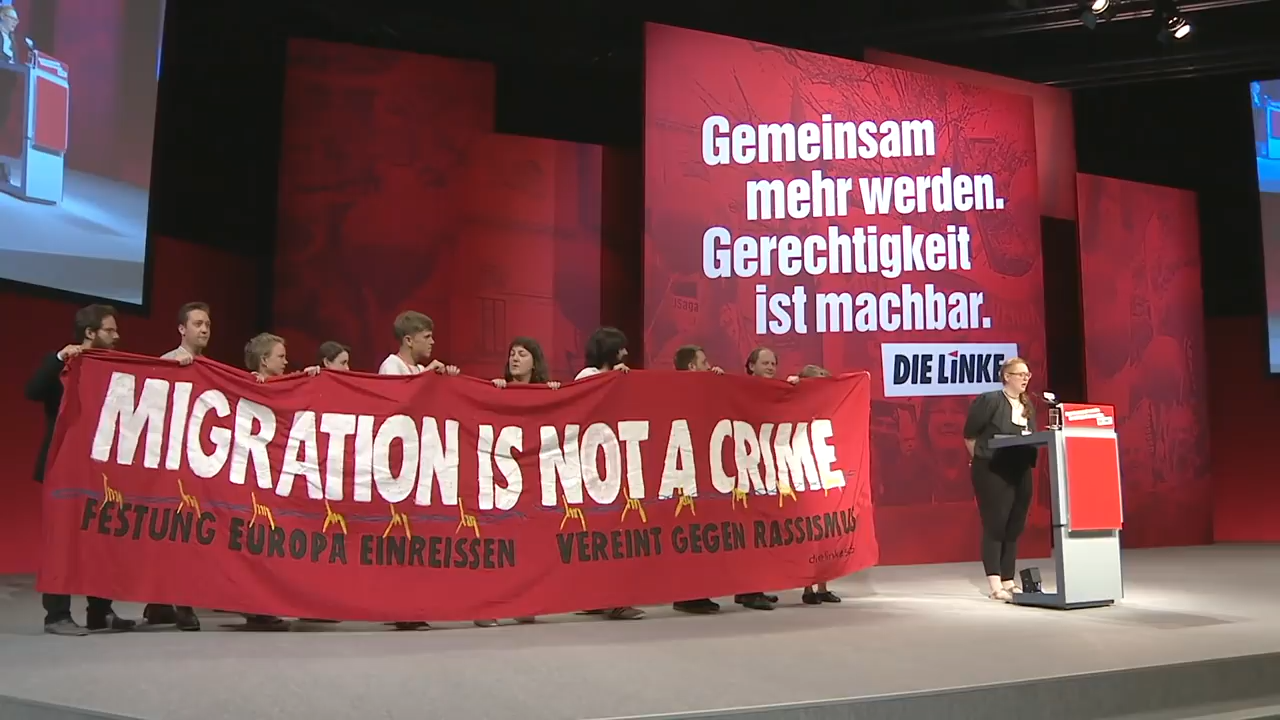 Gemeinsam
mehr werden.
Gerechtigkeit
ist machbar.
DIE LiNKE
MIGRATION IS NOT A CRIME
FESTUNG EUROPA EINREISSEN VEREINT GEGEN RASSISMUS